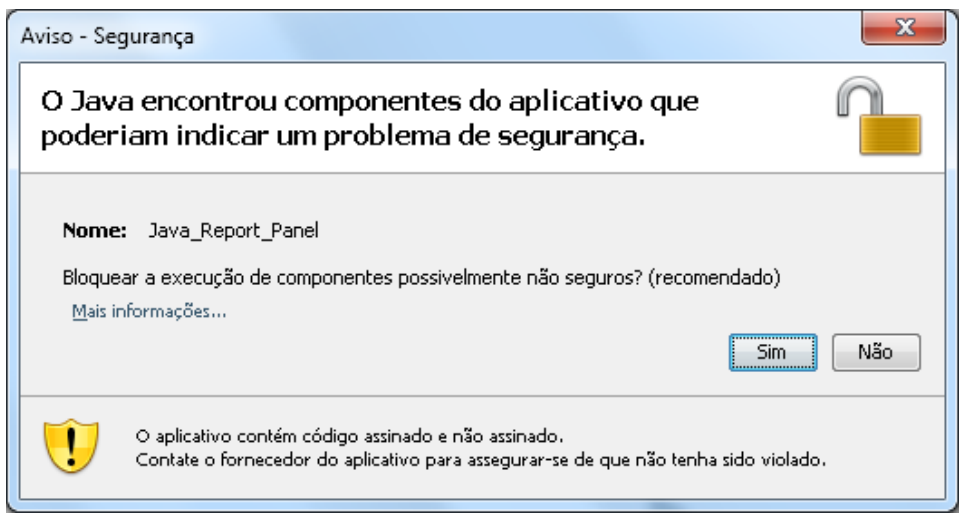 Aviso - Segurança
O Java encontrou componentes do aplicativo que
poderiam indicar um problema de segurança.
Nome: Java_Report_Panel
Bloquear a execução de componentes possivelmente não seguros? (recomendado)
Mais informações...
Sim Não
O aplicativo contém código assinado e não assinado.
Contate o fornecedor do aplicativo para assegurar-se de que não tenha sido violado.